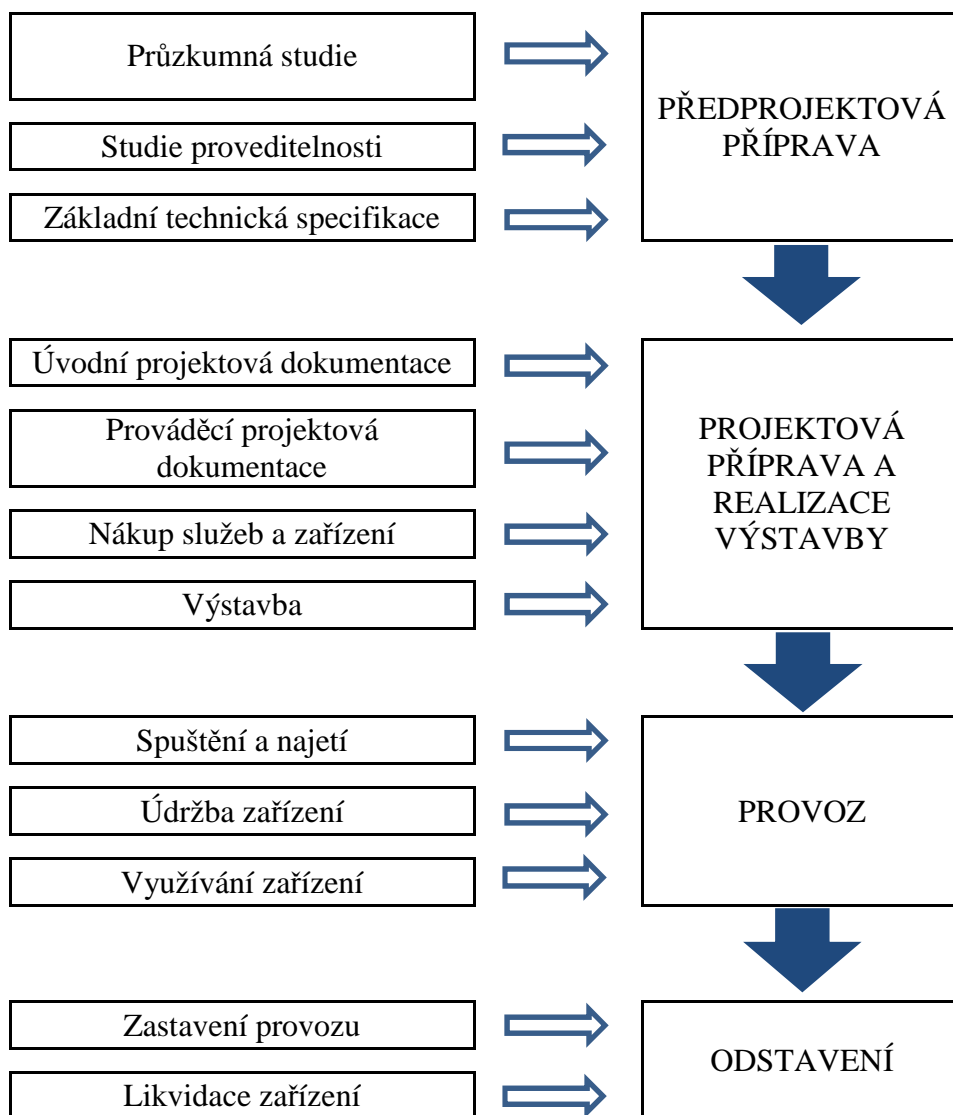 Průzkumná studie
PŘEDPROJEKTOVÁ
PŘÍPRAVA
Studie proveditelnosti
Základní technická specifikace
Úvodní projektová dokumentace
Prováděcí projektová
dokumentace
Nákup služeb a zařízení
Výstavba
PROJEKTOVÁ
PŘÍPRAVA A
REALIZACE
VÝSTAVBY
Spuštění a najetí
Údržba zařízení
Využívání zařízení
PROVOZ
Zastavení provozu
Likvidace zařízení
ODSTAVENÍ